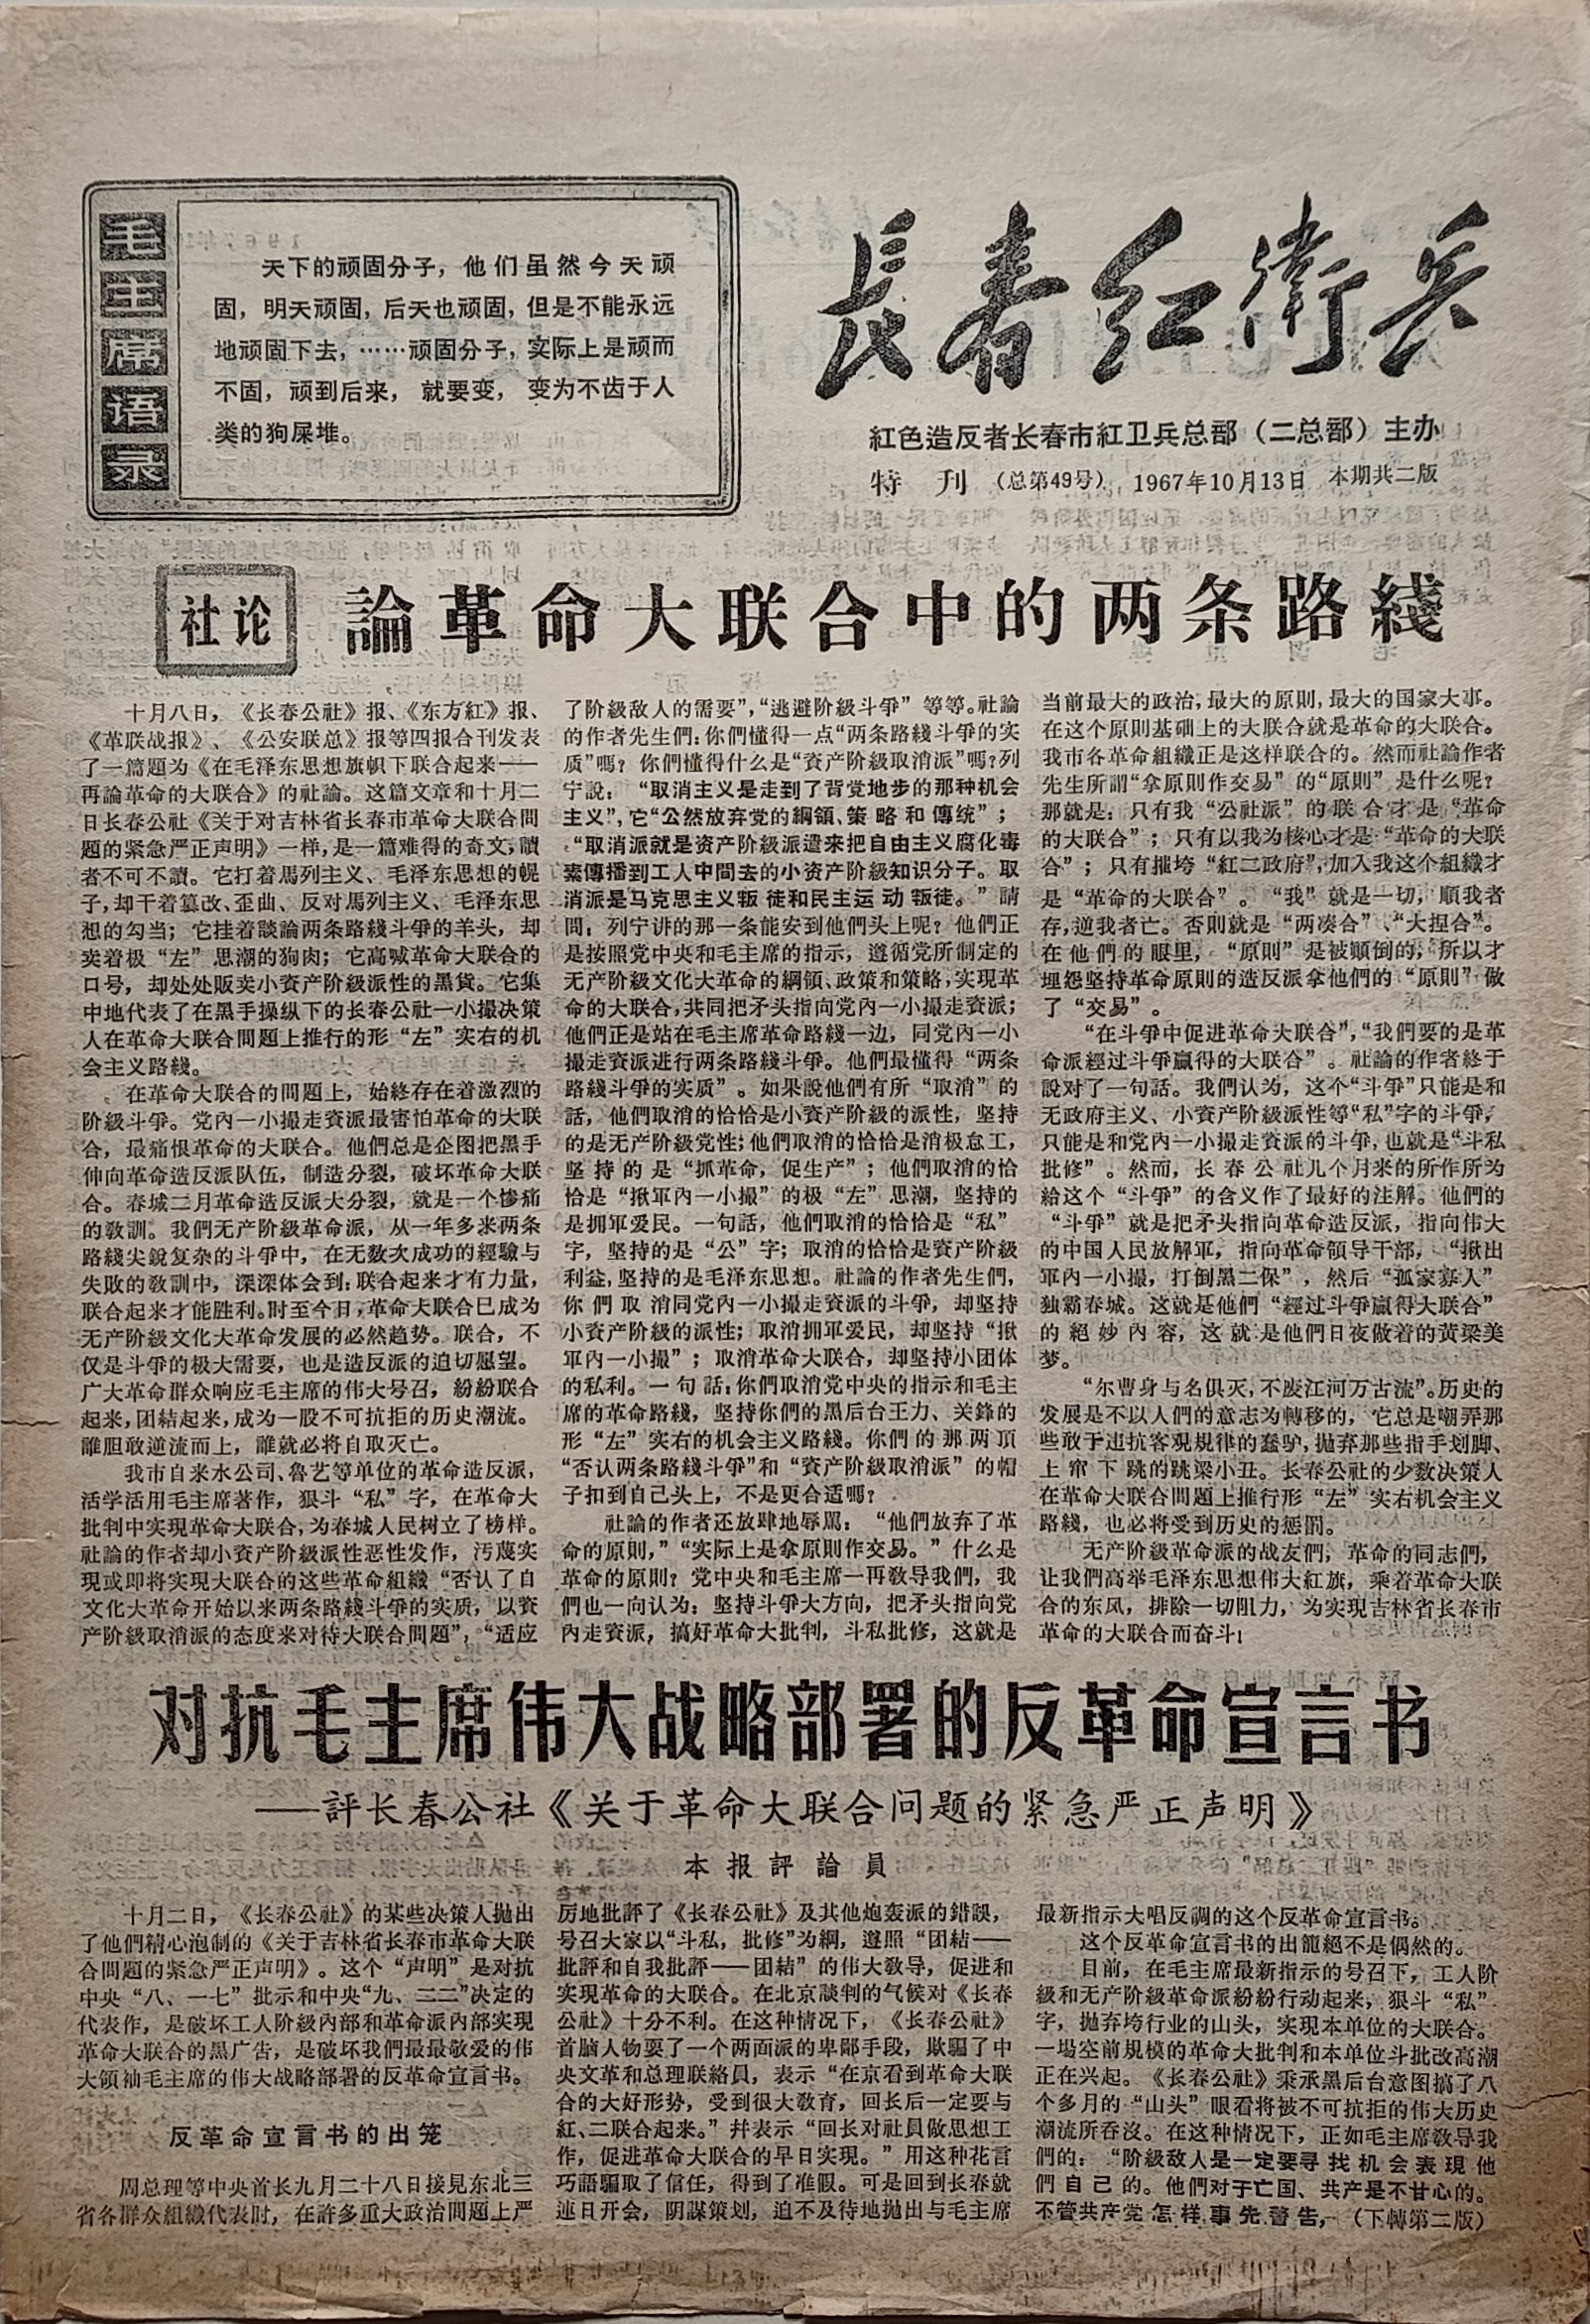 毛主席语录
天下的顽固分子，他们虽然今天顽
固，明天顽固，后天也顽固，但是不能永远
地顽固下去，……顽固分子，实际上是顽而
不固，顽到后来，就要变，变为不齿于人
类的狗屎堆。
長春红衛兵
紅色造反者长春市紅卫兵总部（二总部）主办
特刊（总第49号） 1967年10月13日 本期共二版
社论
論革命大联合中的两条路綫
十月八日，《长春公社》报、《东方紅》报、
《革联战报》、《公安联总》报等四报合刊发表
了一篇題为《在毛泽东思想旗帜下联合起来——
再論革命的大联合》的社論。这篇文章和十月二
日长春公社《关于对吉林省长春市革命大联合問
題的紧急严正声明》一样，是一篇难得的奇文，讀
者不可不讀。它打着馬列主义、毛泽东思想的幌
子，却干着篡改、歪曲、反对馬列主义、毛泽东思
想的勾当；它挂着談論两条路綫斗爭的羊头，却
卖着极“左”思潮的狗肉；它高喊革命大联合的
口号，却处处贩卖小資产阶級派性的黑貨。它集
中地代表了在黑手操纵下的长春公社一小撮决策
人在革命大联合問題上推行的形“左”实右的机
会主义路綫。
在革命大联合的問題上，始終存在着激烈的
阶級斗爭。党內一小撮走資派最害怕革命的大联
合，最痛恨革命的大联合。他們总是企图把黑手
伸向革命造反派队伍，制造分裂，破坏革命大联
合。春城二月革命造反派大分裂，就是一个惨痛
的敎訓。我們无产阶級革命派，从一年多来两条
路綫尖銳复杂的斗爭中，在无数次成功的經驗与
失败的敎訓中，深深体会到：联合起来才有力量，
联合起来才能胜利。时至今日，革命大联合已成为
无产阶級文化大革命发展的必然趋势。联合，不
仅是斗爭的极大需要，也是造反派的迫切愿望。
广大革命群众响应毛主席的伟大号召，紛紛联合
起来，团結起来，成为一股不可抗拒的历史潮流。
誰胆敢逆流而上，誰就必将自取灭亡。
我市自来水公司、魯艺等单位的革命造反派，
活学活用毛主席著作，狠斗“私”字，在革命大
批判中实現革命大联合，为春城人民树立了榜样。
社論的作者却小資产阶級派性恶性发作，汚蔑实
現或即将实現大联合的这些革命組織“否认了自
文化大革命开始以来两条路綫斗爭的实质，以資
产阶級取消派的态度来对待大联合問題”，“适应
了阶級敌人的需要”，“逃避阶級斗爭”等等。社論
的作者先生們：你們懂得一点“两条路綫斗爭的实
质”嗎？你們懂得什么是“資产阶級取消派”嗎？列
宁說：“取消主义是走到了背党地步的那种机会
主义”，它“公然放弃党的綱領、策略和傳统”；
“取消派就是资产阶級派遣来把自由主义腐化毒
素傳播到工人中間去的小资产阶級知识分子。取
消派是马克思主义叛徒和民主运动叛徒。”請
問：列宁讲的那一条能安到他們头上呢？他們正
是按照党中央和毛主席的指示，遵循党所制定的
无产阶級文化大革命的綱領、政策和策略，实現革
命的大联合，共同把矛头指向党內一小撮走資派；
他們正是站在毛主席革命路綫一边，同党內一小
撮走資派进行两条路綫斗爭。他們最懂得“两条
路綫斗爭的实质”。如果說他們有所“取消”的
話，他們取消的恰恰是小資产阶級的派性，坚持
的是无产阶級党性；他們取消的恰恰是消极怠工，
坚持的是“抓革命，促生产”；他們取消的恰
恰是“揪軍內一小撮”的极“左”思潮，坚持的
是拥軍爱民。一句話，他們取消的恰恰是“私”
字，坚持的是“公”字；取消的恰恰是資产阶級
利益，坚持的是毛泽东思想。社論的作者先生們，
你們取消同党內一小撮走資派的斗爭，却坚持
小資产阶級的派性；取消拥軍爱民，却坚持“揪
軍內一小撮”；取消革命大联合，却坚持小团体
的私利。一句話：你們取消党中央的指示和毛主
席的革命路綫，坚持你們的黑后台王力、关鋒的
形“左”实右的机会主义路綫。你們的那两頂
“否认两条路綫斗爭”和“資产阶級取消派”的帽
子扣到自己头上，不是更合适嗎？
社論的作者还放肆地辱罵：“他們放弃了革
命的原則，”“实际上是拿原則作交易。”什么是
革命的原則？党中央和毛主席一再敎导我們，我
們也一向认为：坚持斗爭大方向，把矛头指向党
內走資派，搞好革命大批判，斗私批修，这就是
当前最大的政治，最大的原則，最大的国家大事。
在这个原則基础上的大联合就是革命的大联合。
我市各革命組織正是这样联合的。然而社論作者
先生所謂“拿原則作交易”的“原則”是什么呢？
那就是：只有我“公社派”的联合才是“革命
的大联合”；只有以我为核心才是“革命的大联
合”；只有摧垮“紅二政府”，加入我这个組織才
是“革命的大联合”。“我”就是一切，順我者
存，逆我者亡。否則就是“两凑合”、“大捏合”。
在他們的眼里，“原則”是被顚倒的，所以才
埋怨坚持革命原則的造反派拿他們的“原則”做
了“交易”。
“在斗爭中促进革命大联合”，“我們要的是革
命派經过斗爭贏得的大联合”。社論的作者終于
說对了一句話。我們认为，这个“斗爭”只能是和
无政府主义、小資产阶級派性等“私”字的斗爭，
只能是和党內一小撮走資派的斗爭，也就是“斗私
批修”。然而，长春公社几个月来的所作所为
給这个“斗爭”的含义作了最好的注解。他們的
“斗爭”就是把矛头指向革命造反派，指向伟大
的中国人民放解軍，指向革命領导干部，“揪出
軍內一小撮，打倒黑二保”，然后“孤家寡人”
独霸春城。这就是他們“經过斗爭贏得大联合”
的絕妙內容，这就是他們日夜做着的黃梁美
梦。
“尔曹身与名俱灭，不废江河万古流”。历史的
发展是不以人們的意志为轉移的，它总是嘲弄那
些敢于违抗客观規律的蠢驴，抛弃那些指手划脚、
上窜下跳的跳梁小丑。长春公社的少数决策人
在革命大联合問題上推行形“左”实右机会主义
路綫，也必将受到历史的惩罰。
无产阶級革命派的战友們，革命的同志們，
让我們高举毛泽东思想伟大紅旗，乘着革命大联
合的东风，排除一切阻力，为实現吉林省长春市
革命的大联合而奋斗！
对抗毛主席伟大战略部署的反革命宣言书
——評长春公社《关于革命大联合问题的紧急严正声明》
本报評論員
十月二日，《长春公社》的某些决策人抛出
了他們精心泡制的《关于吉林省长春市革命大联
合問題的紧急严正声明》。这个“声明”是对抗
中央“八、一七”批示和中央“九、二二”决定的
代表作，是破坏工人阶級內部和革命派內部实現
革命大联合的黑广告，是破坏我們最最敬爱的伟
大領袖毛主席的伟大战略部署的反革命宣言书。
反革命宣言书的出笼
周总理等中央首长九月二十八日接見东北三
省各群众組織代表时，在許多重大政治問題上严
厉地批評了《长春公社》及其他炮轰派的錯誤，
号召大家以“斗私，批修”为綱，遵照“团結——
批評和自我批評——团結”的伟大敎导，促进和
实現革命的大联合。在北京談判的气候对《长春
公社》十分不利。在这种情况下，《长春公社》
首脑人物耍了一个两面派的卑鄙手段，欺騙了中
央文革和总理联絡員，表示“在京看到革命大联
合的大好形势，受到很大敎育，回长后一定要与
紅、二联合起来。”幷表示“回长对社員做思想工
作，促进革命大联合的早日实現。”用这种花言
巧語騙取了信任，得到了准假。可是回到长春就
連日开会，阴謀策划，迫不及待地抛出与毛主席
最新指示大唱反調的这个反革命宣言书。
这个反革命宣言书的出籠絕不是偶然的。
目前，在毛主席最新指示的号召下，工人阶
級和无产阶級革命派紛紛行动起来，狠斗“私”
字，抛弃垮行业的山头，实現本单位的大联合。
一場空前規模的革命大批判和本单位斗批改高潮
正在兴起。《长春公社》秉承黑后台意图搞了八
个多月的“山头”眼看将被不可抗拒的伟大历史
潮流所吞沒。在这种情况下，正如毛主席敎导我
們的：“阶級敌人是一定要寻找机会表現他
們自己的。他們对于亡国、共产是不甘心的。
不管共产党怎样事先警告，（下轉第二版）